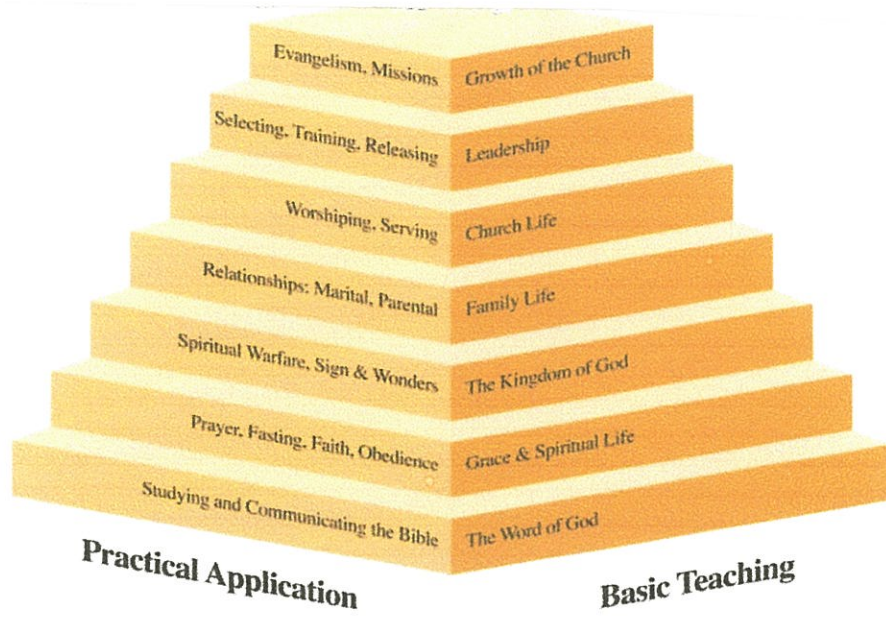 Evangelism, Missions
Growth of the Church
Selecting, Training, Releasing
Leadership
Worshiping, Serving
Church Life
Relationships: Marital, Parental
Family Life
Spiritual Warfare, Sign & Wonders
The Kingdom of God
Prayer, Fasting, Faith, Obedience
Grace & Spiritual Life
Studying and Communicating the Bible
The Word of God
Practical Application
Basic Teaching